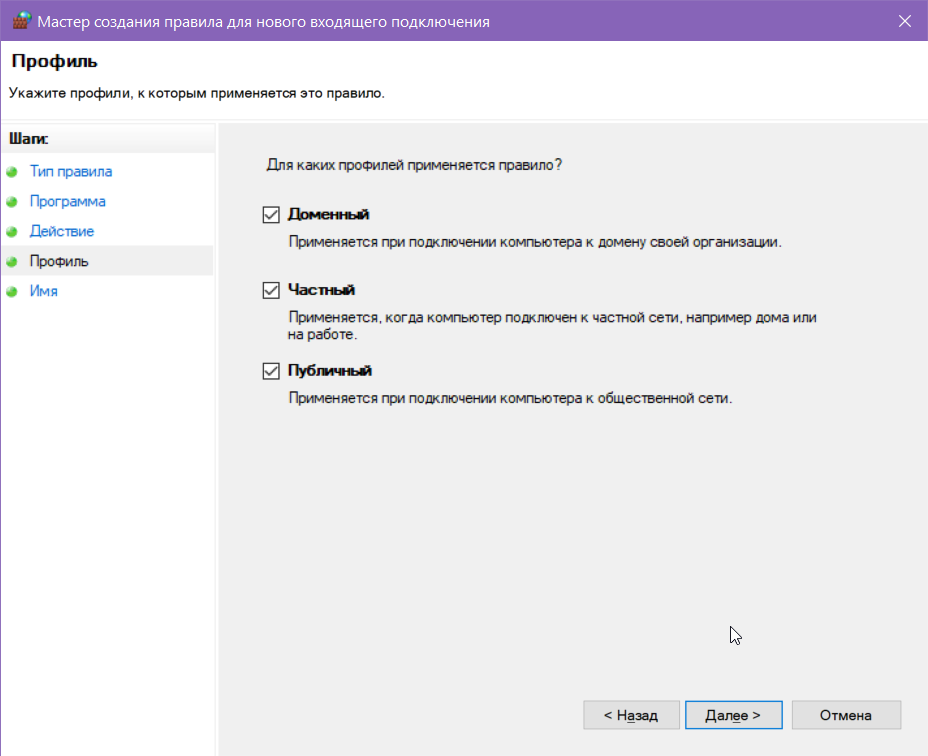 Мастер создания правила для нового входящего подключения
Профиль
Укажите профили, к которым применяется это правило.
Шаги:
Тип правила
Программа
Действие
Профиль
Имя
Для каких профилей применяется правило?
Доменный
Применяется при подключении компьютера к домену своей организации.
Частный
Применяется, когда компьютер подключен к частной сети, например дома или
на работе.
Публичный
Применяется при подключении компьютера к общественной сети.
< Назад
Далее >
Отмена